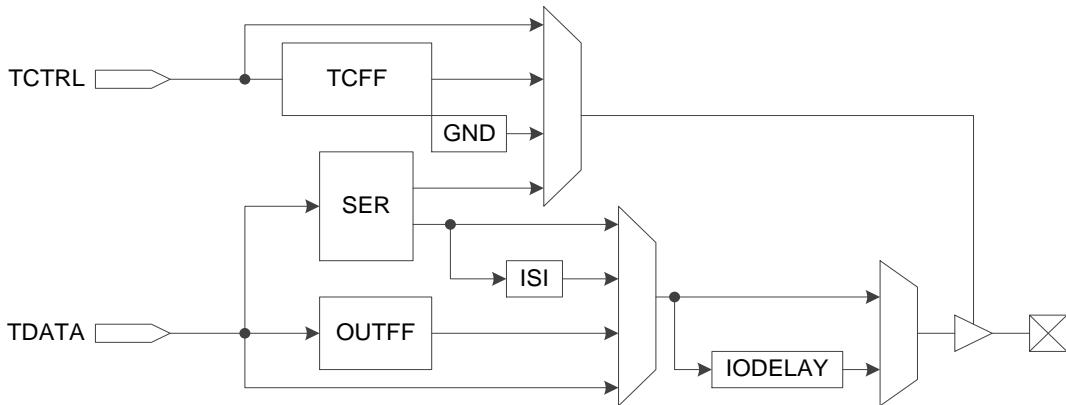 TCTRL
TCFF
GND
SER
ISI
TDATA
OUTFF
IODELAY